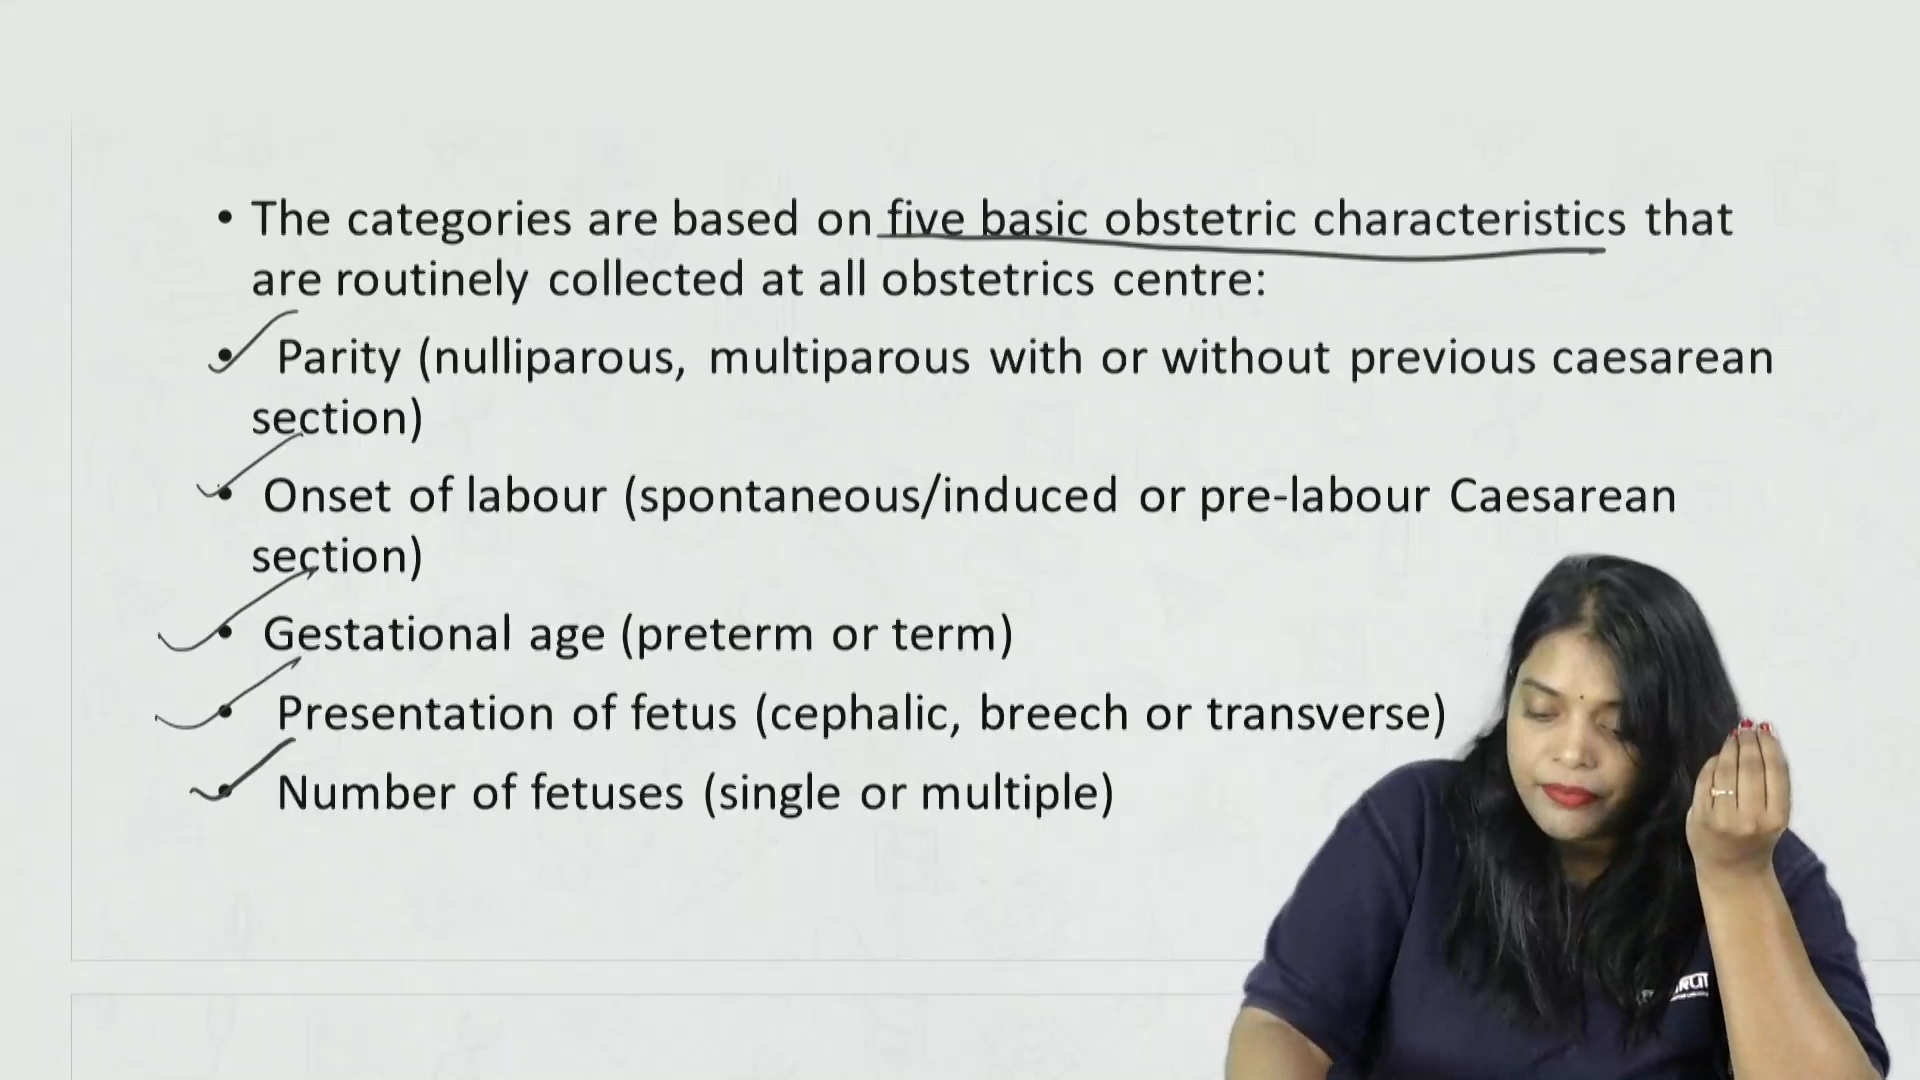 • The categories are based on five basic obstetric characteristics that
are routinely collected at all obstetrics centre:
• Parity (nulliparous, multiparous with or without previous caesarean
section)
• Onset of labour (spontaneous/induced or pre-labour Caesarean
section)
• Gestational age (preterm or term)
• Presentation of fetus (cephalic, breech or transverse)
• Number of fetuses (single or multiple)